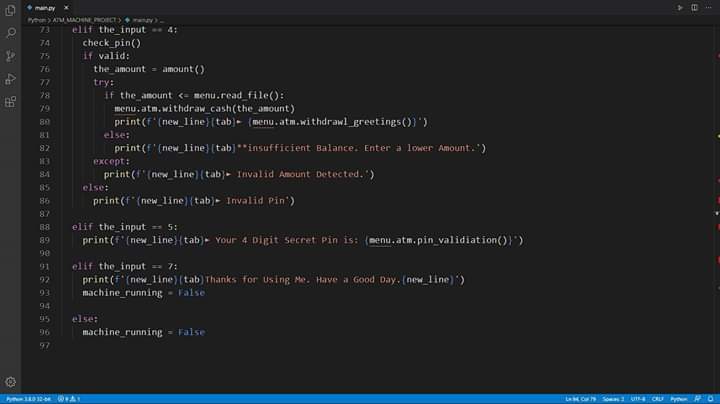 main.py
Python > ATM_MACHINE_PROJECT > main.py > ...
73 elif the_input == 4:
74 check_pin()
75 if valid:
76 the_amount = amount()
77 try:
78 if the_amount <= menu.read_file():
79 menu.atm.withdraw_cash(the_amount)
80 print(f'{new_line}{tab}► {menu.atm.withdrawl_greetings()}')
81 else:
82 print(f'{new_line}{tab}**insufficient Balance. Enter a lower Amount.')
83 except:
84 print(f'{new_line}{tab}► Invalid Amount Detected.')
85 else:
86 print(f'{new_line}{tab}► Invalid Pin')
87
88 elif the_input == 5:
89 print(f'{new_line}{tab}► Your 4 Digit Secret Pin is: {menu.atm.pin_validiation()}')
90
91 elif the_input == 7:
92 print(f'{new_line}{tab}Thanks for Using Me. Have a Good Day.{new_line}')
93 machine_running = False
94
95 else:
96 machine_running = False
97
Python 3.8.0 32-bit Ln 94, Col 79 Spaces: 2 UTF-8 CRLF Python